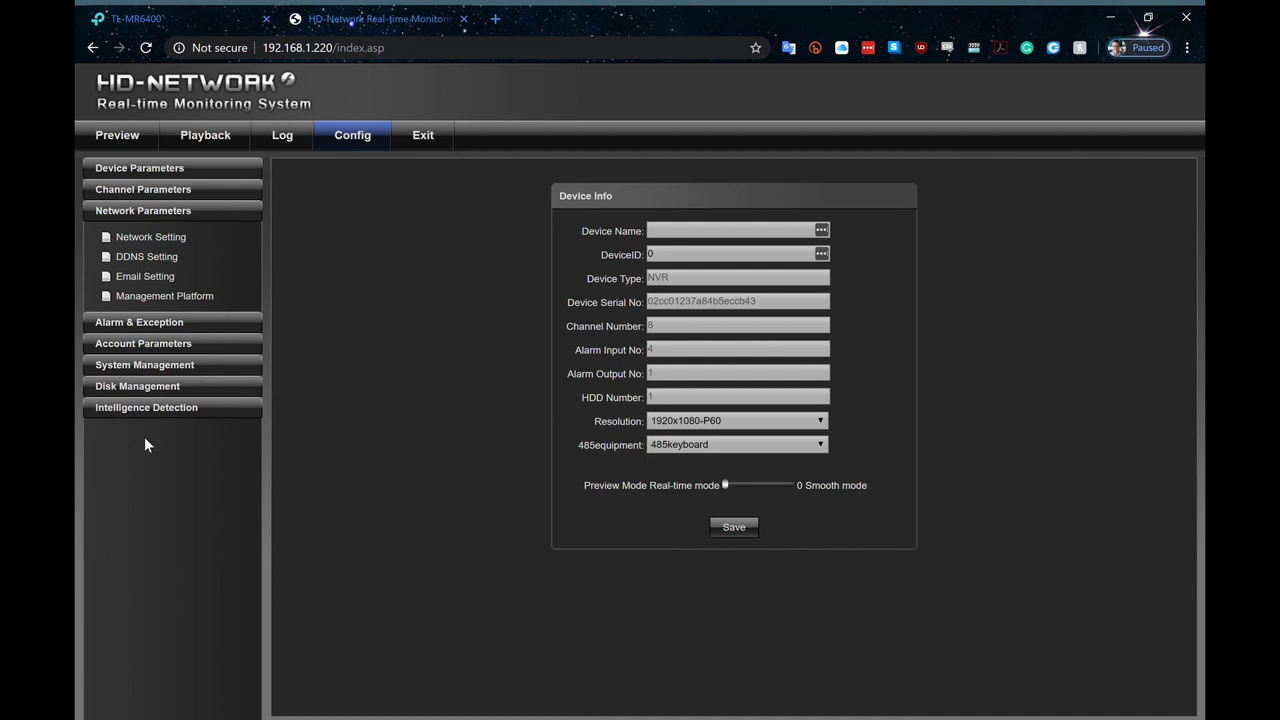 TL-MR6400
HD-Network Real-time Monitorin
Not secure
192.168.1.220/index.asp
Paused
HD-NETWORK
Real-time Monitoring System
Preview
Playback
Log
Config
Exit
Device Parameters
Channel Parameters
Network Parameters
Network Setting
DDNS Setting
Email Setting
Management Platform
Alarm & Exception
Account Parameters
System Management
Disk Management
Intelligence Detection
Device Info
Device Name:
DeviceID: 0
Device Type: NVR
Device Serial No: 02cc01237a84b5eccb43
Channel Number: 8
Alarm Input No: 4
Alarm Output No: 1
HDD Number: 1
Resolution: 1920x1080-P60
485equipment: 485keyboard
Preview Mode Real-time mode 0 Smooth mode
Save